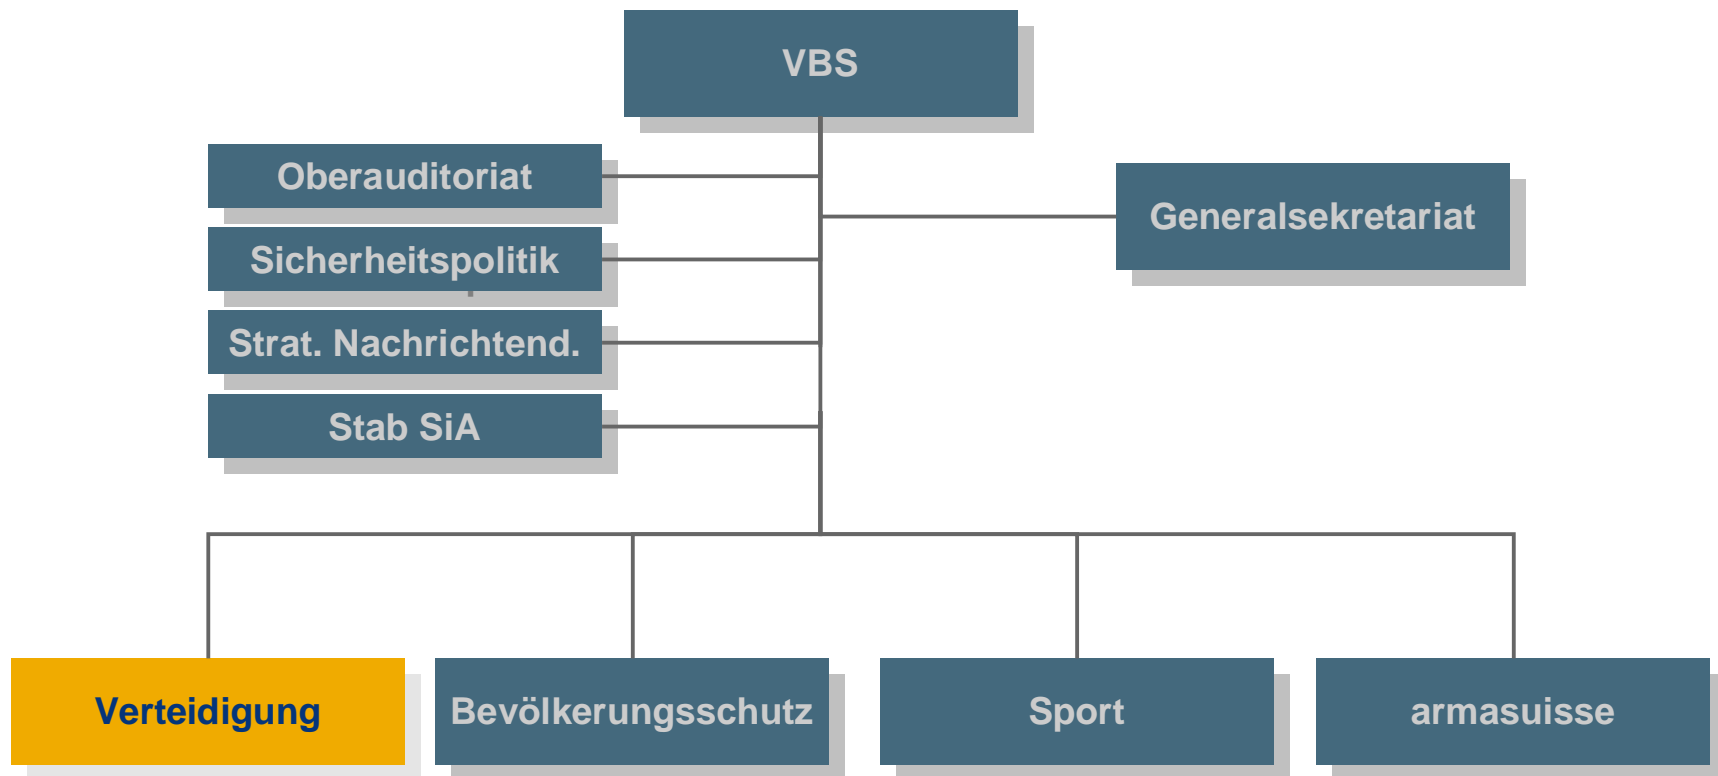 VBS
Oberauditoriat
Generalsekretariat
Sicherheitspolitik
Strat. Nachrichtend.
Stab SiA
Verteidigung
Bevölkerungsschutz
Sport
armasuisse